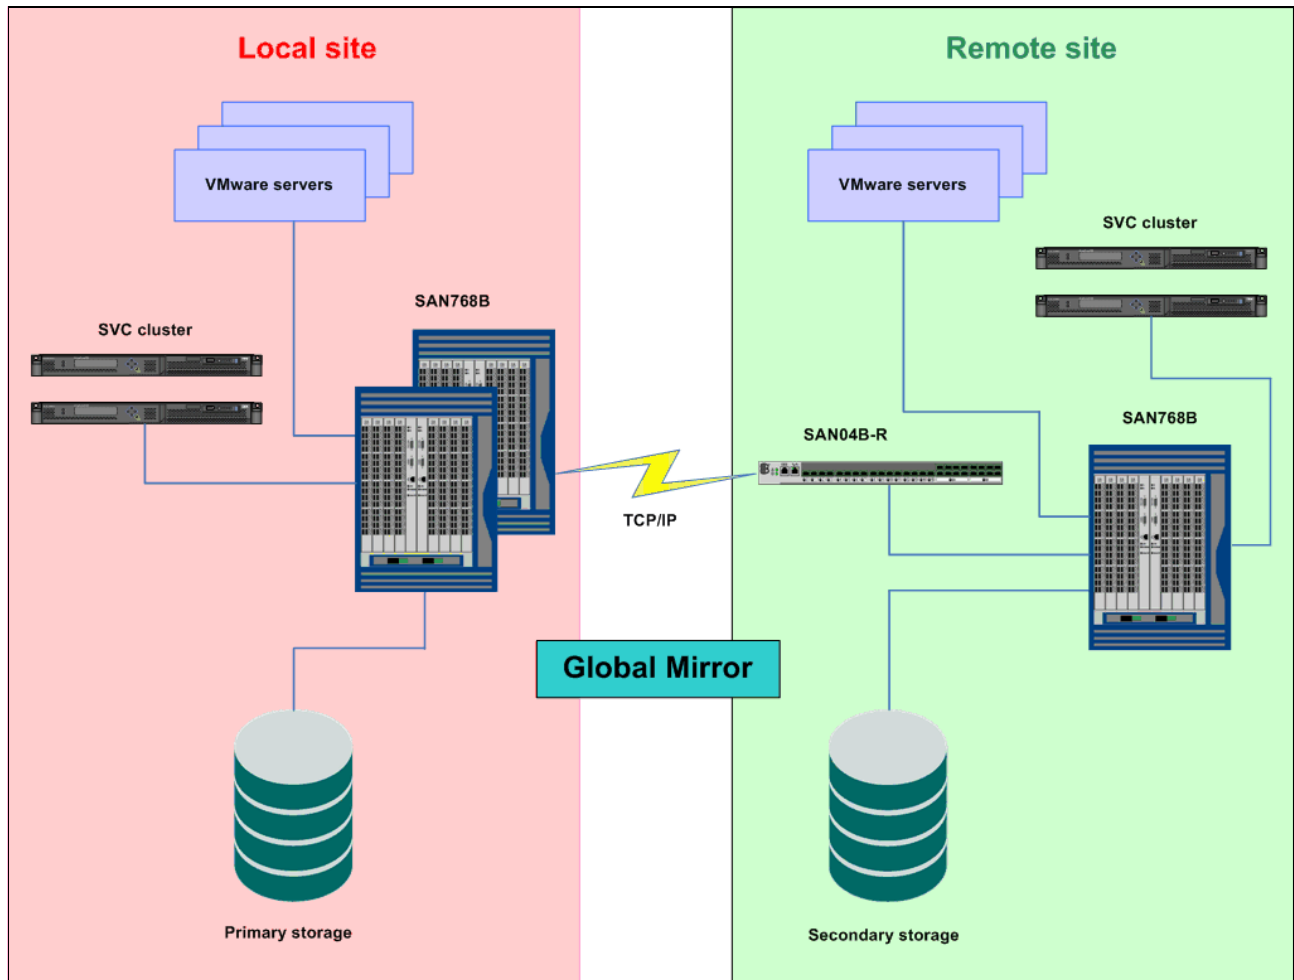 Local site
Remote site
VMware servers
VMware servers
SVC cluster
SAN768B
SVC cluster
SAN768B
SAN04B-R
TCP/IP
Global Mirror
Primary storage
Secondary storage